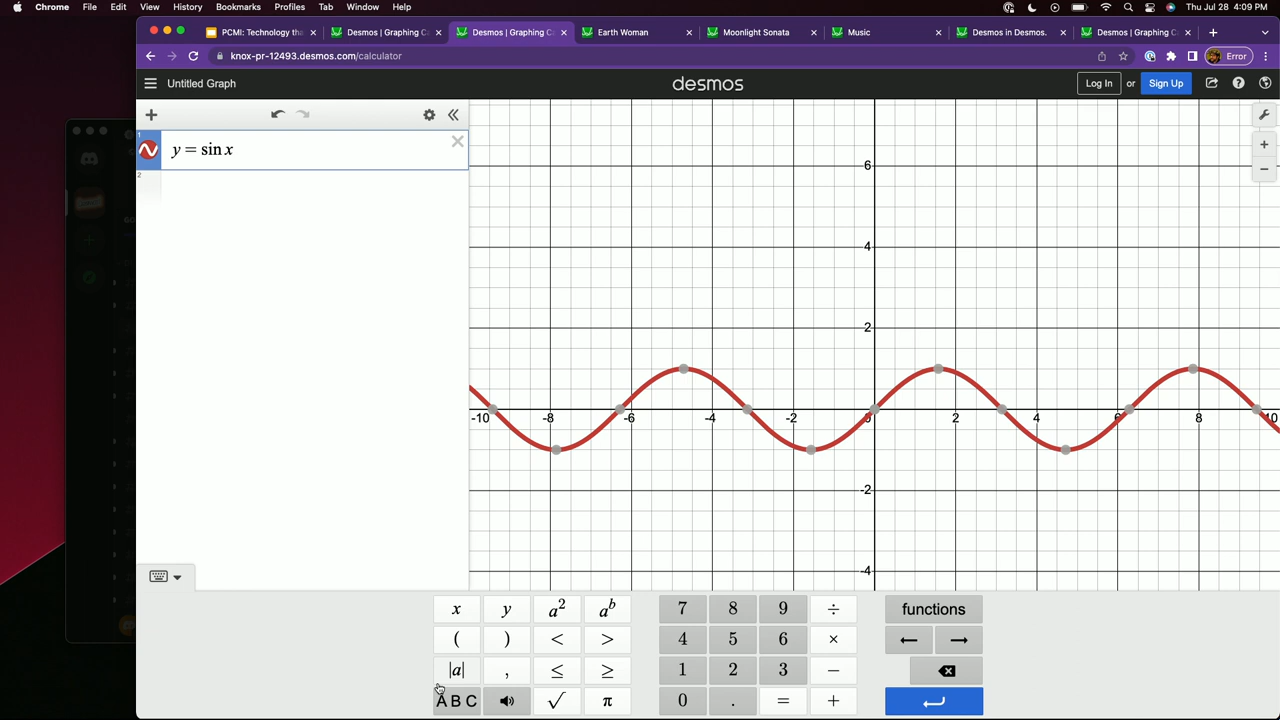 Chrome File Edit View History Bookmarks Profiles Tab Window Help Thu Jul 28 4:09 PM
PCMI: Technology tha Desmos | Graphing C Desmos | Graphing C Earth Woman Moonlight Sonata Music Desmos in Desmos. Desmos | Graphing C
knox-pr-12493.desmos.com/calculator Error
Untitled Graph desmos Log In or Sign Up
1
y = sin x
2
6
4
2
-10 -8 -6 -4 -2 0 2 4 6 8 10
-2
-4
x y a² aᵇ 7 8 9 ÷ functions
( ) < > 4 5 6 × ← →
|a| , ≤ ≥ 1 2 3 −
A B C √ π 0 . = +